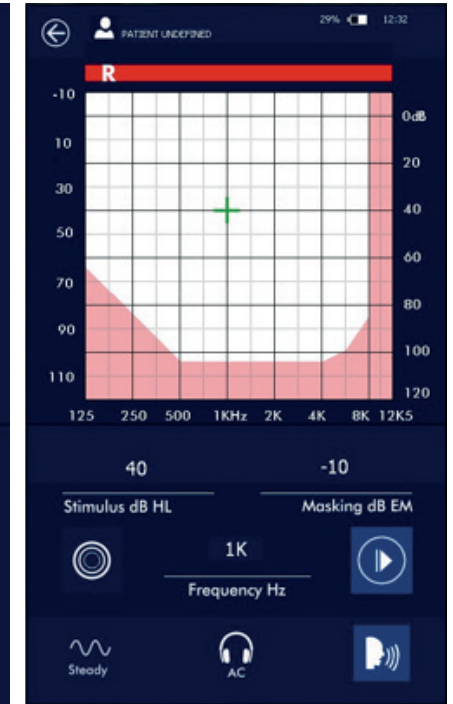 PATIENT UNDEFINED 29% 12:32
R
-10
0dB
10
20
30
40
50
60
70
80
90
100
110
120
125 250 500 1KHz 2K 4K 8K 12K5
40 -10
Stimulus dB HL Masking dB EM
1K
Frequency Hz
Steady AC